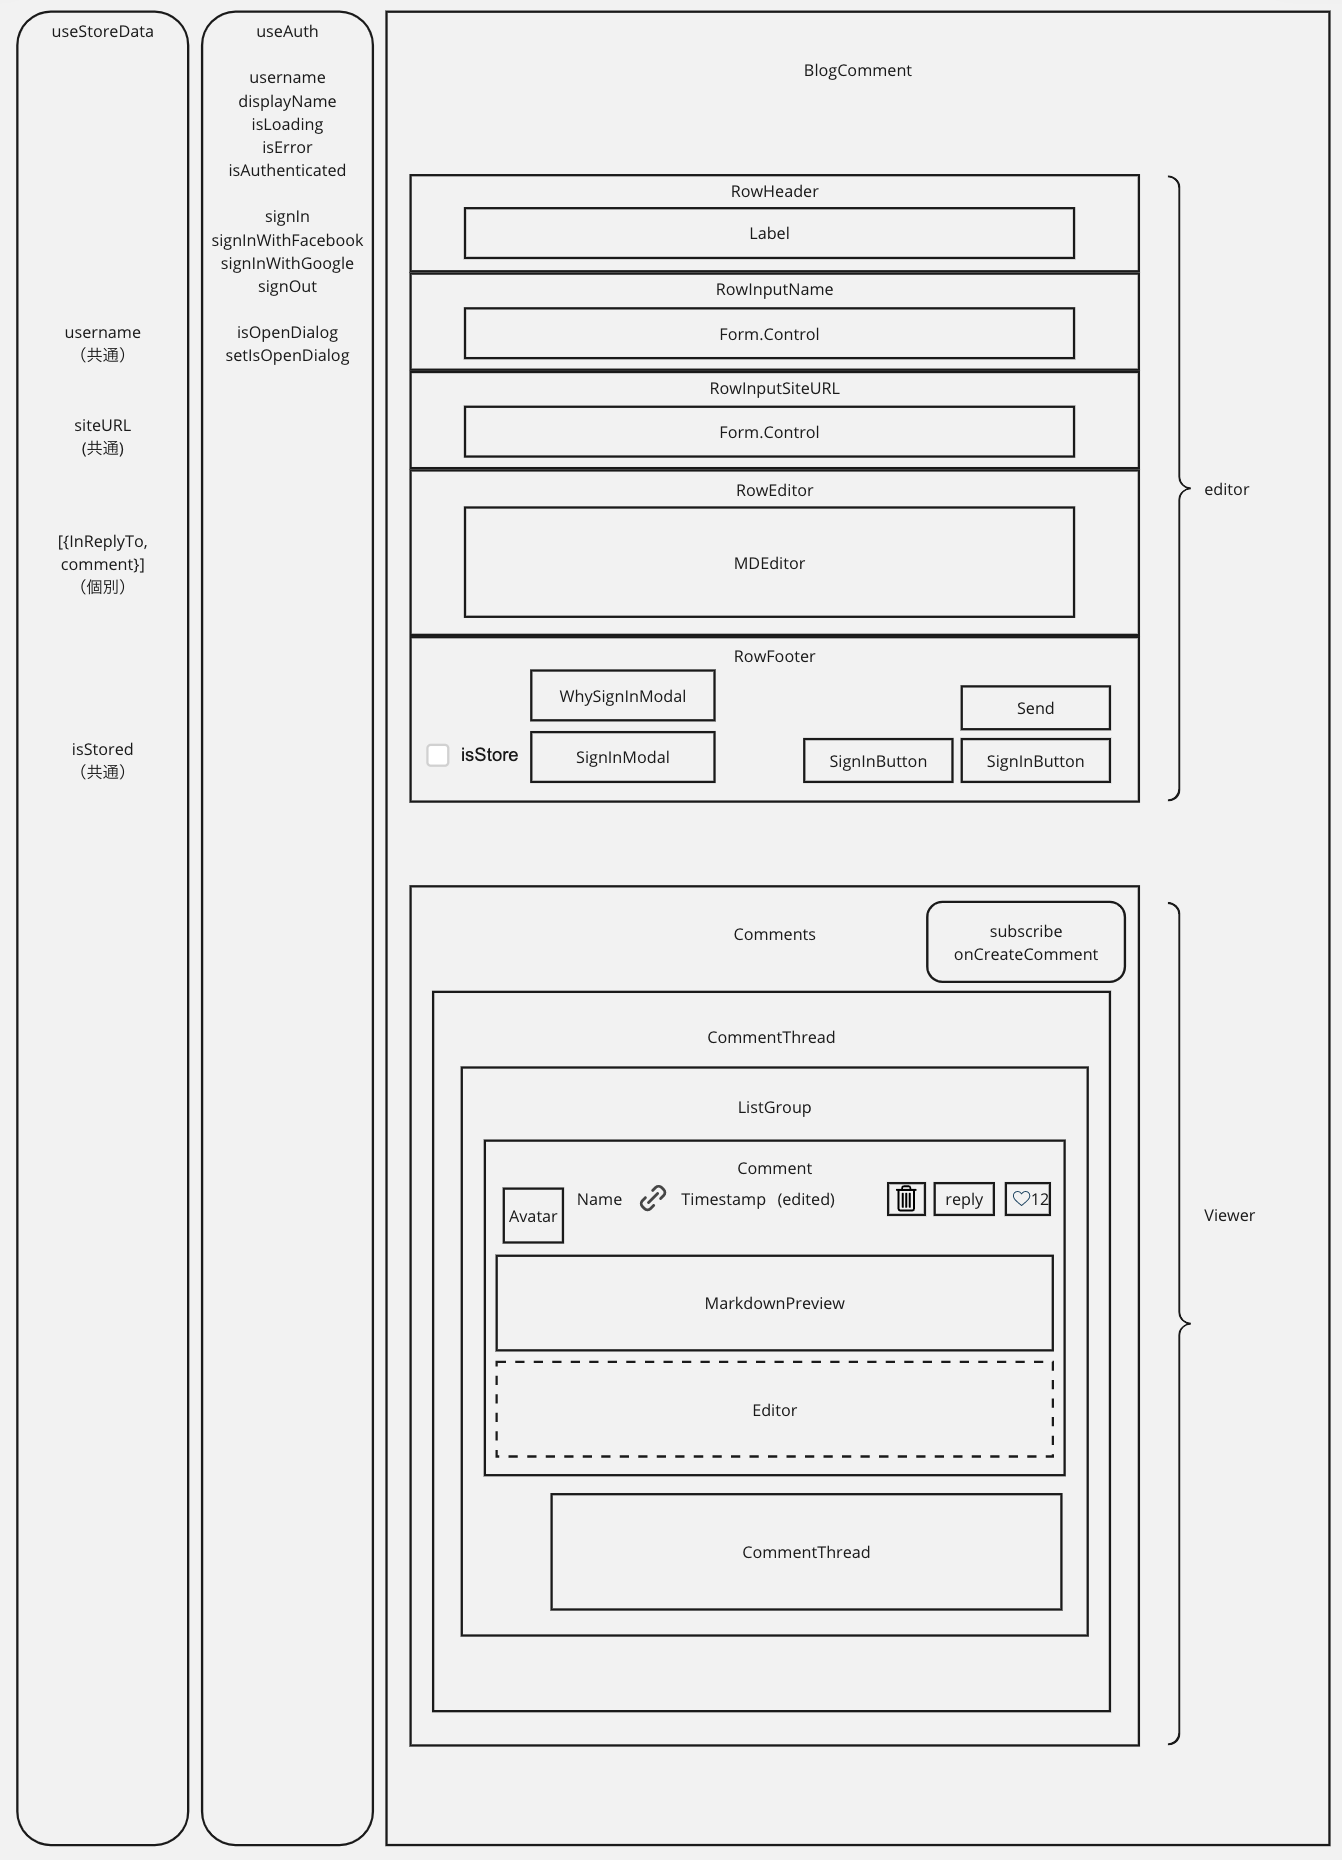 useStoreData
username
（共通）
siteURL
(共通)
[{InReplyTo,
comment}]
（個別）
isStored
（共通）
useAuth
username
displayName
isLoading
isError
isAuthenticated
signIn
signInWithFacebook
signInWithGoogle
signOut
isOpenDialog
setIsOpenDialog
BlogComment
RowHeader
Label
RowInputName
Form.Control
RowInputSiteURL
Form.Control
RowEditor
MDEditor
RowFooter
WhySignInModal
Send
isStore
SignInModal
SignInButton
SignInButton
editor
Comments
subscribe
onCreateComment
CommentThread
ListGroup
Comment
Avatar
Name
Timestamp (edited)
reply
12
MarkdownPreview
Editor
CommentThread
Viewer